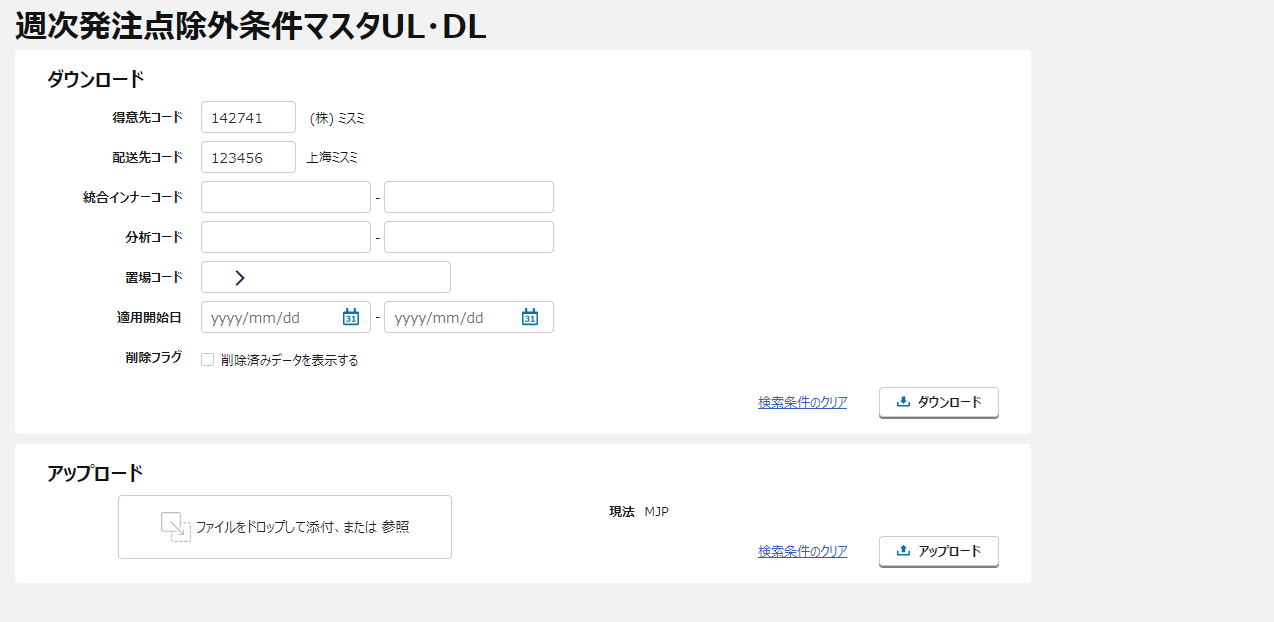 週次発注点除外条件マスタUL・DL
ダウンロード
得意先コード 142741 (株) ミスミ
配送先コード 123456 上海ミスミ
統合インナーコード -
分析コード -
置場コード
適用開始日 yyyy/mm/dd 31 - yyyy/mm/dd 31
削除フラグ 削除済みデータを表示する
検索条件のクリア ダウンロード
アップロード
ファイルをドロップして添付、または 参照
現法 MJP
検索条件のクリア アップロード